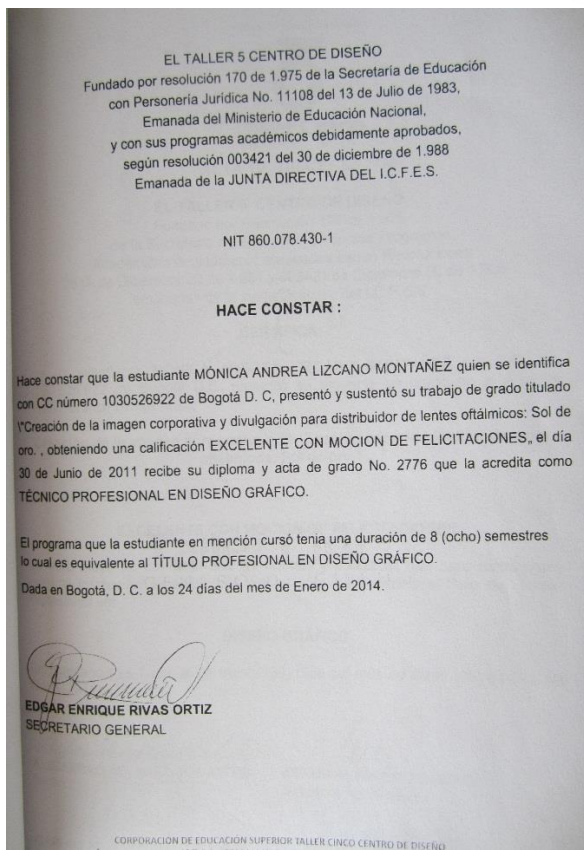 EL TALLER 5 CENTRO DE DISEÑO
Fundado por resolución 170 de 1.975 de la Secretaría de Educación
con Personería Jurídica No. 11108 del 13 de Julio de 1983,
Emanada del Ministerio de Educación Nacional,
y con sus programas académicos debidamente aprobados,
según resolución 003421 del 30 de diciembre de 1.988
Emanada de la JUNTA DIRECTIVA DEL I.C.F.E.S.
NIT 860.078.430-1
HACE CONSTAR :
Hace constar que la estudiante MÓNICA ANDREA LIZCANO MONTAÑEZ quien se identifica
con CC número 1030526922 de Bogotá D. C, presentó y sustentó su trabajo de grado titulado
\"Creación de la imagen corporativa y divulgación para distribuidor de lentes oftálmicos: Sol de
oro. , obteniendo una calificación EXCELENTE CON MOCION DE FELICITACIONES,, el día
30 de Junio de 2011 recibe su diploma y acta de grado No. 2776 que la acredita como
TÉCNICO PROFESIONAL EN DISEÑO GRÁFICO.
El programa que la estudiante en mención cursó tenia una duración de 8 (ocho) semestres
lo cual es equivalente al TÍTULO PROFESIONAL EN DISEÑO GRÁFICO.
Dada en Bogotá, D. C. a los 24 días del mes de Enero de 2014.
EDGAR ENRIQUE RIVAS ORTIZ
SECRETARIO GENERAL
CORPORACIÓN DE EDUCACIÓN SUPERIOR TALLER CINCO CENTRO DE DISEÑO